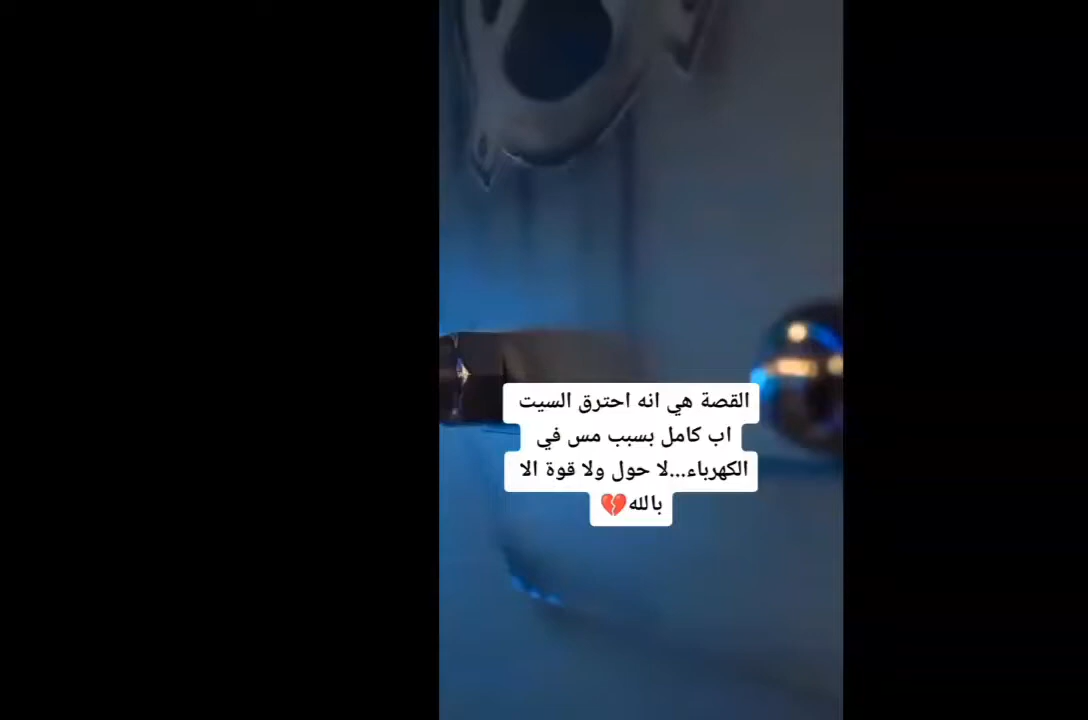 القصة هي انه احترق السيت
اب كامل بسبب مس في
الكهرباء...لا حول ولا قوة الا
بالله💔